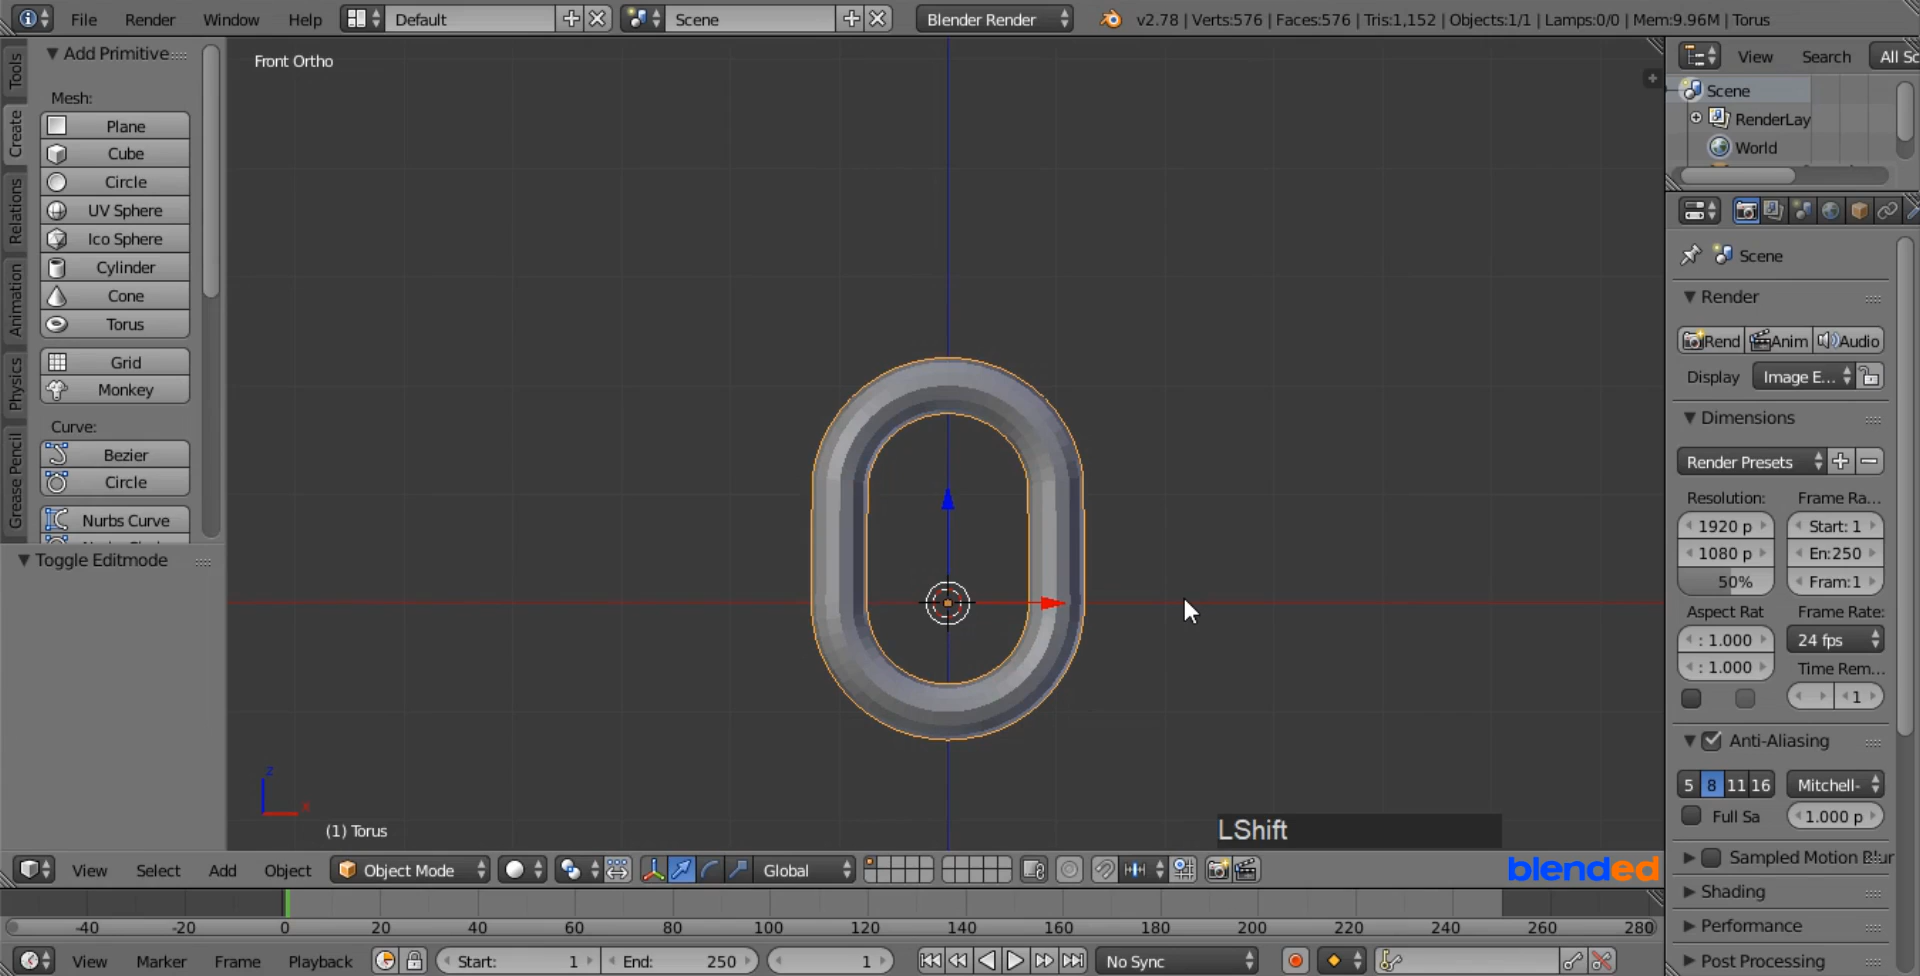 File Render Window Help Default Scene Blender Render v2.78 | Verts:576 | Faces:576 | Tris:1,152 | Objects:1/1 | Lamps:0/0 | Mem:9.96M | Torus
Tools
Create
Relations
Animation
Physics
Grease Pencil
Add Primitive
Mesh:
Plane
Cube
Circle
UV Sphere
Ico Sphere
Cylinder
Cone
Torus
Grid
Monkey
Curve:
Bezier
Circle
Nurbs Curve
Toggle Editmode
Front Ortho
z
x
(1) Torus
LShift
blended
View Search All Sc
Scene
RenderLay
World
Scene
Render
Rend Anim Audio
Display Image E...
Dimensions
Render Presets
Resolution: Frame Ra...
1920 p Start: 1
1080 p En:250
50% Fram:1
Aspect Rat Frame Rate:
: 1.000 24 fps
: 1.000 Time Rem...
1
Anti-Aliasing
5 8 11 16 Mitchell-
Full Sa 1.000 p
Sampled Motion Blur
Shading
Performance
Post Processing
View Select Add Object Object Mode Global
-40 -20 0 20 40 60 80 100 120 140 160 180 200 220 240 260 280
View Marker Frame Playback Start: 1 End: 250 1 No Sync